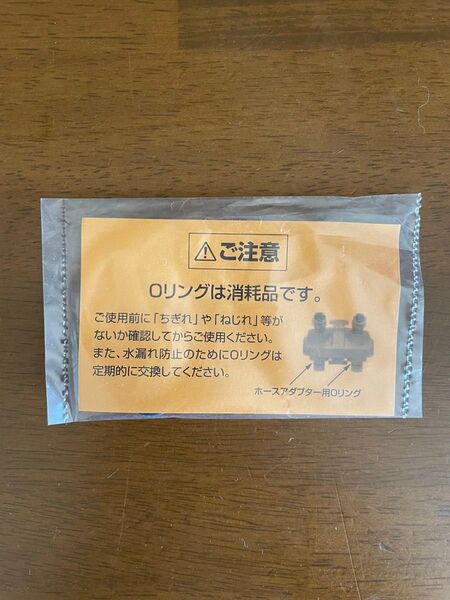 ⚠ご注意
Oリングは消耗品です。
ご使用前に「ちぎれ」や「ねじれ」等が
ないか確認してからご使用ください。
また、水漏れ防止のためにOリングは
定期的に交換してください。
ホースアダプター用Oリング